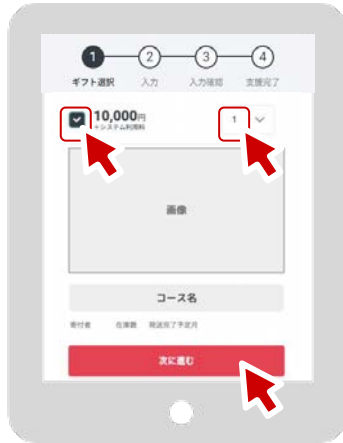 1 2 3 4
ギフト選択 入力 入力確認 支援完了
10,000円 1
+システム利用料
画像
コース名
寄付者 在庫数 発送完了予定月
次に進む